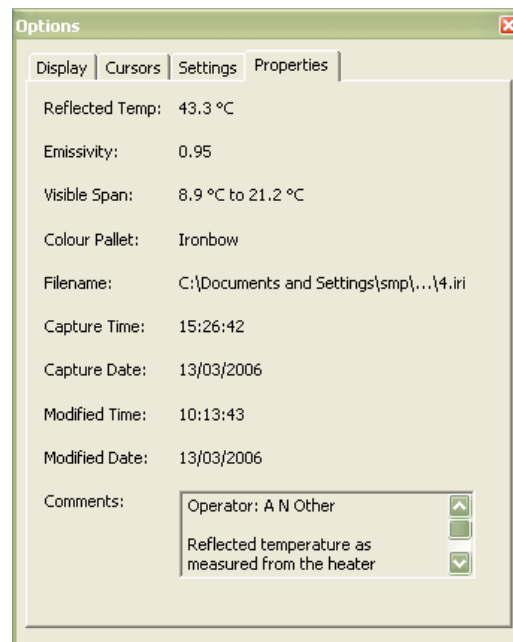 Options
Display Cursors Settings Properties
Reflected Temp: 43.3 °C
Emissivity: 0.95
Visible Span: 8.9 °C to 21.2 °C
Colour Pallet: Ironbow
Filename: C:\Documents and Settings\smp\...\4.iri
Capture Time: 15:26:42
Capture Date: 13/03/2006
Modified Time: 10:13:43
Modified Date: 13/03/2006
Comments: Operator: A N Other
Reflected temperature as
measured from the heater